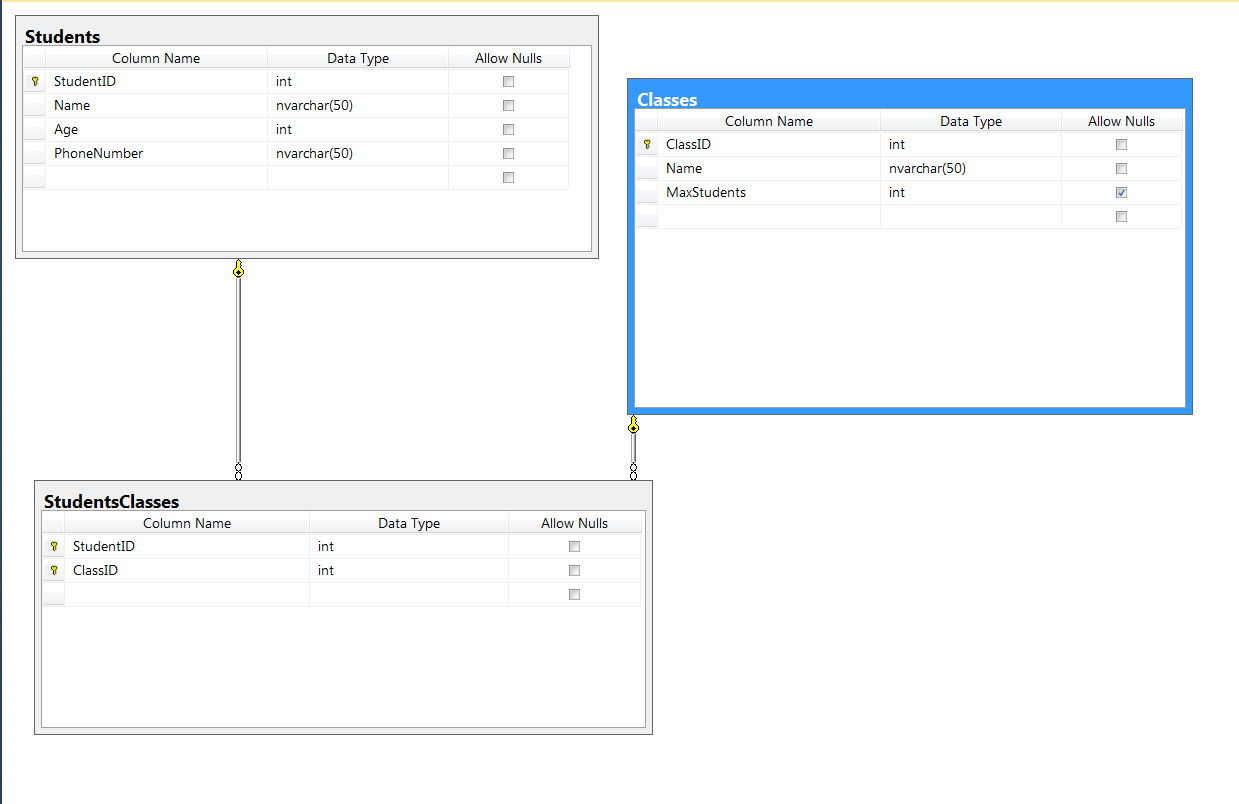 Students
Column Name Data Type Allow Nulls
StudentID int
Name nvarchar(50)
Age int
PhoneNumber nvarchar(50)
Classes
Column Name Data Type Allow Nulls
ClassID int
Name nvarchar(50)
MaxStudents int
StudentsClasses
Column Name Data Type Allow Nulls
StudentID int
ClassID int